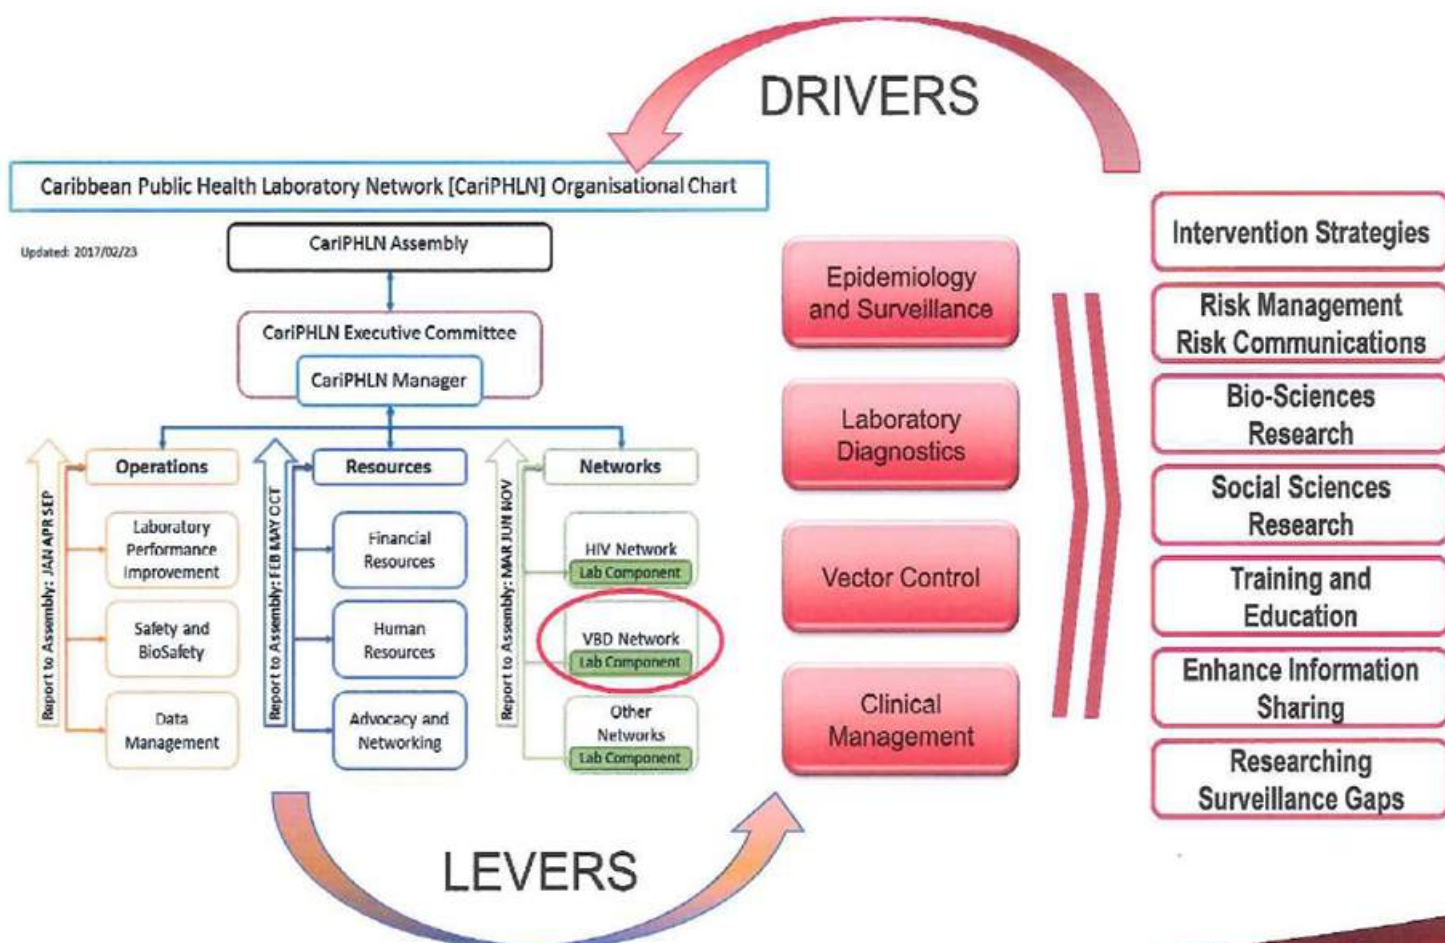 DRIVERS
Caribbean Public Health Laboratory Network [CariPHLN] Organisational Chart
Updated: 2017/02/23
CariPHLN Assembly
CariPHLN Executive Committee
CariPHLN Manager
Report to Assembly: JAN APR SEP
Operations
Laboratory
Performance
Improvement
Safety and
BioSafety
Data
Management
Report to Assembly: FEB MAY OCT
Resources
Financial
Resources
Human
Resources
Advocacy and
Networking
Report to Assembly: MAR JUN NOV
Networks
HIV Network
Lab Component
VBD Network
Lab Component
Other
Networks
Lab Component
Epidemiology
and Surveillance
Laboratory
Diagnostics
Vector Control
Clinical
Management
Intervention Strategies
Risk Management
Risk Communications
Bio-Sciences
Research
Social Sciences
Research
Training and
Education
Enhance Information
Sharing
Researching
Surveillance Gaps
LEVERS